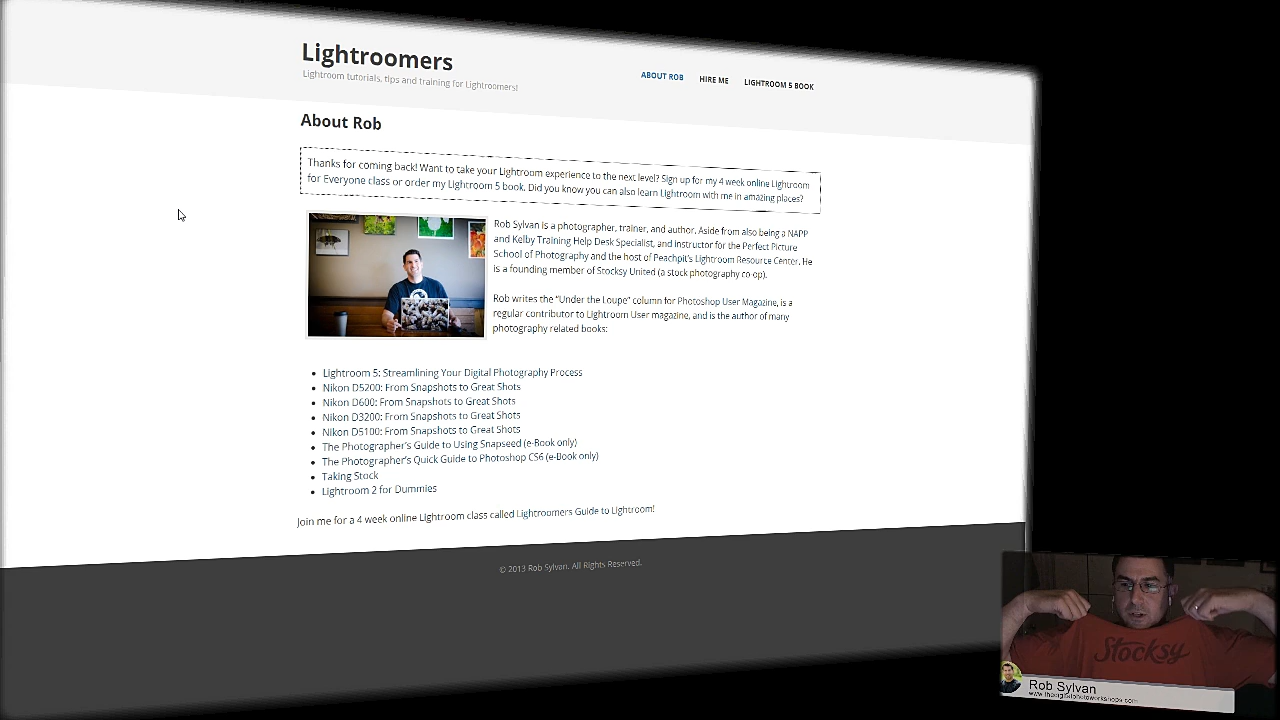 Lightroomers
Lightroom tutorials, tips and training for Lightroomers!
ABOUT ROB HIRE ME LIGHTROOM 5 BOOK
About Rob
Thanks for coming back! Want to take your Lightroom experience to the next level? Sign up for my 4 week online Lightroom
for Everyone class or order my Lightroom 5 book. Did you know you can also learn Lightroom with me in amazing places?
Rob Sylvan is a photographer, trainer, and author. Aside from also being a NAPP
and Kelby Training Help Desk Specialist, and instructor for the Perfect Picture
School of Photography and the host of Peachpit's Lightroom Resource Center. He
is a founding member of Stocksy United (a stock photography co-op).
Rob writes the "Under the Loupe" column for Photoshop User Magazine, is a
regular contributor to Lightroom User magazine, and is the author of many
photography related books:
• Lightroom 5: Streamlining Your Digital Photography Process
• Nikon D5200: From Snapshots to Great Shots
• Nikon D600: From Snapshots to Great Shots
• Nikon D3200: From Snapshots to Great Shots
• Nikon D5100: From Snapshots to Great Shots
• The Photographer's Guide to Using Snapseed (e-Book only)
• The Photographer's Quick Guide to Photoshop CS6 (e-Book only)
• Taking Stock
• Lightroom 2 for Dummies
Join me for a 4 week online Lightroom class called Lightroomers Guide to Lightroom!
© 2013 Rob Sylvan. All Rights Reserved.
Stocksy
Rob Sylvan
www.thedigitalphotoworkshops.com